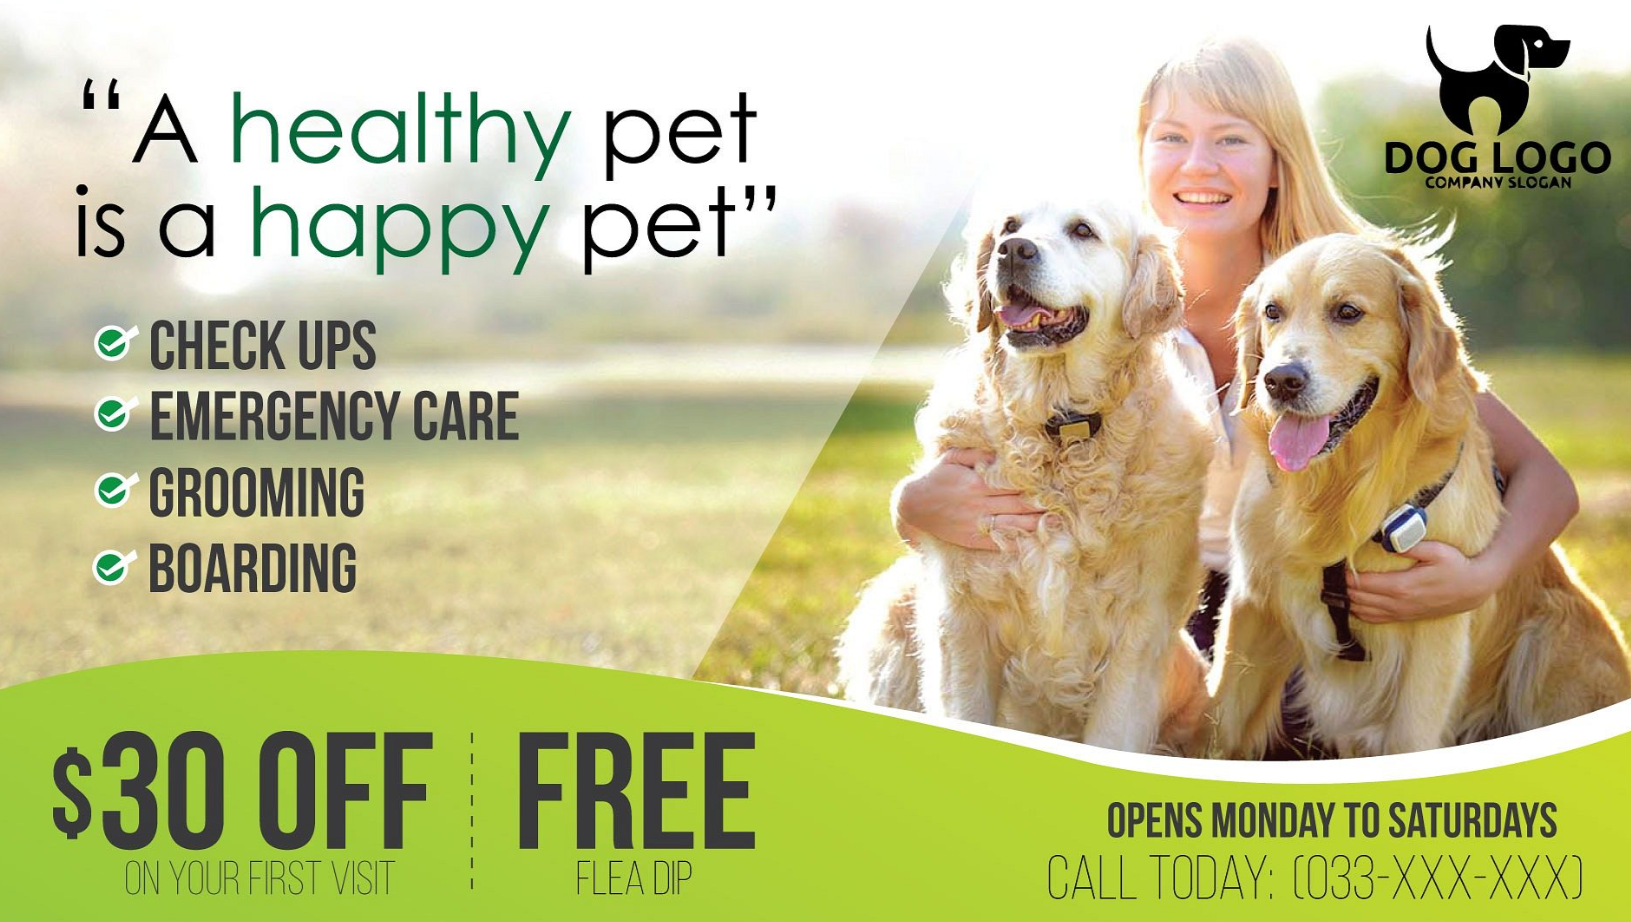 “A healthy pet
is a happy pet”
CHECK UPS
EMERGENCY CARE
GROOMING
BOARDING
DOG LOGO
COMPANY SLOGAN
$30 OFF
ON YOUR FIRST VISIT
FREE
FLEA DIP
OPENS MONDAY TO SATURDAYS
CALL TODAY: (033-XXX-XXX)